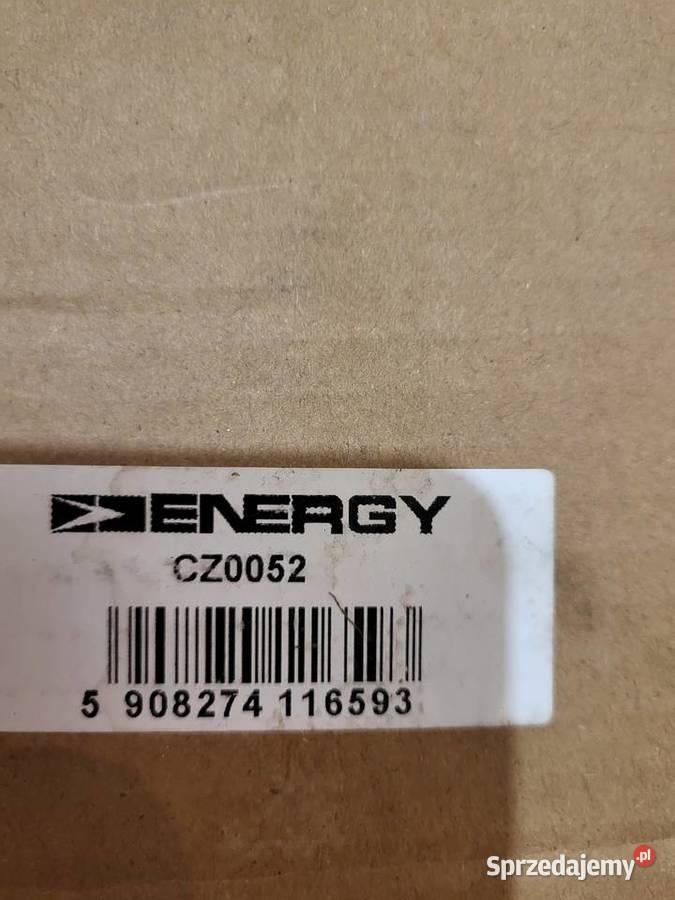 ENERGY
CZ0052
5 908274 116593
Sprzedajemy.pl